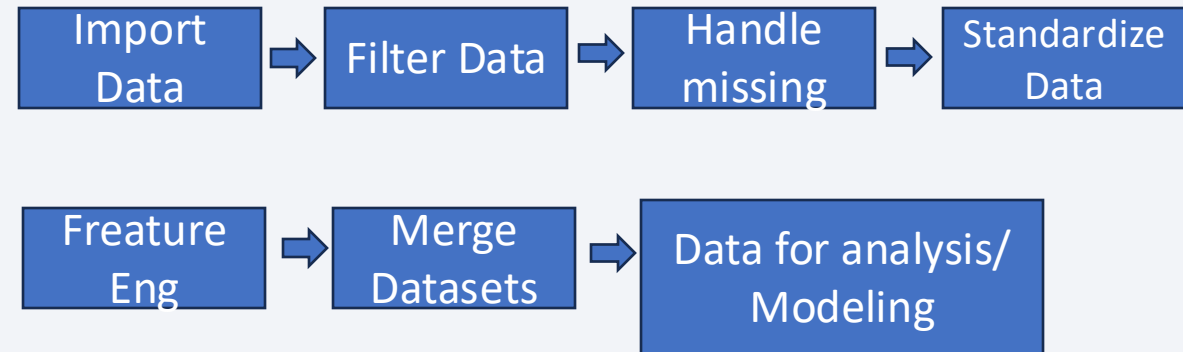 Import
Data
Filter Data
Handle
missing
Standardize
Data
Freature
Eng
Merge
Datasets
Data for analysis/
Modeling